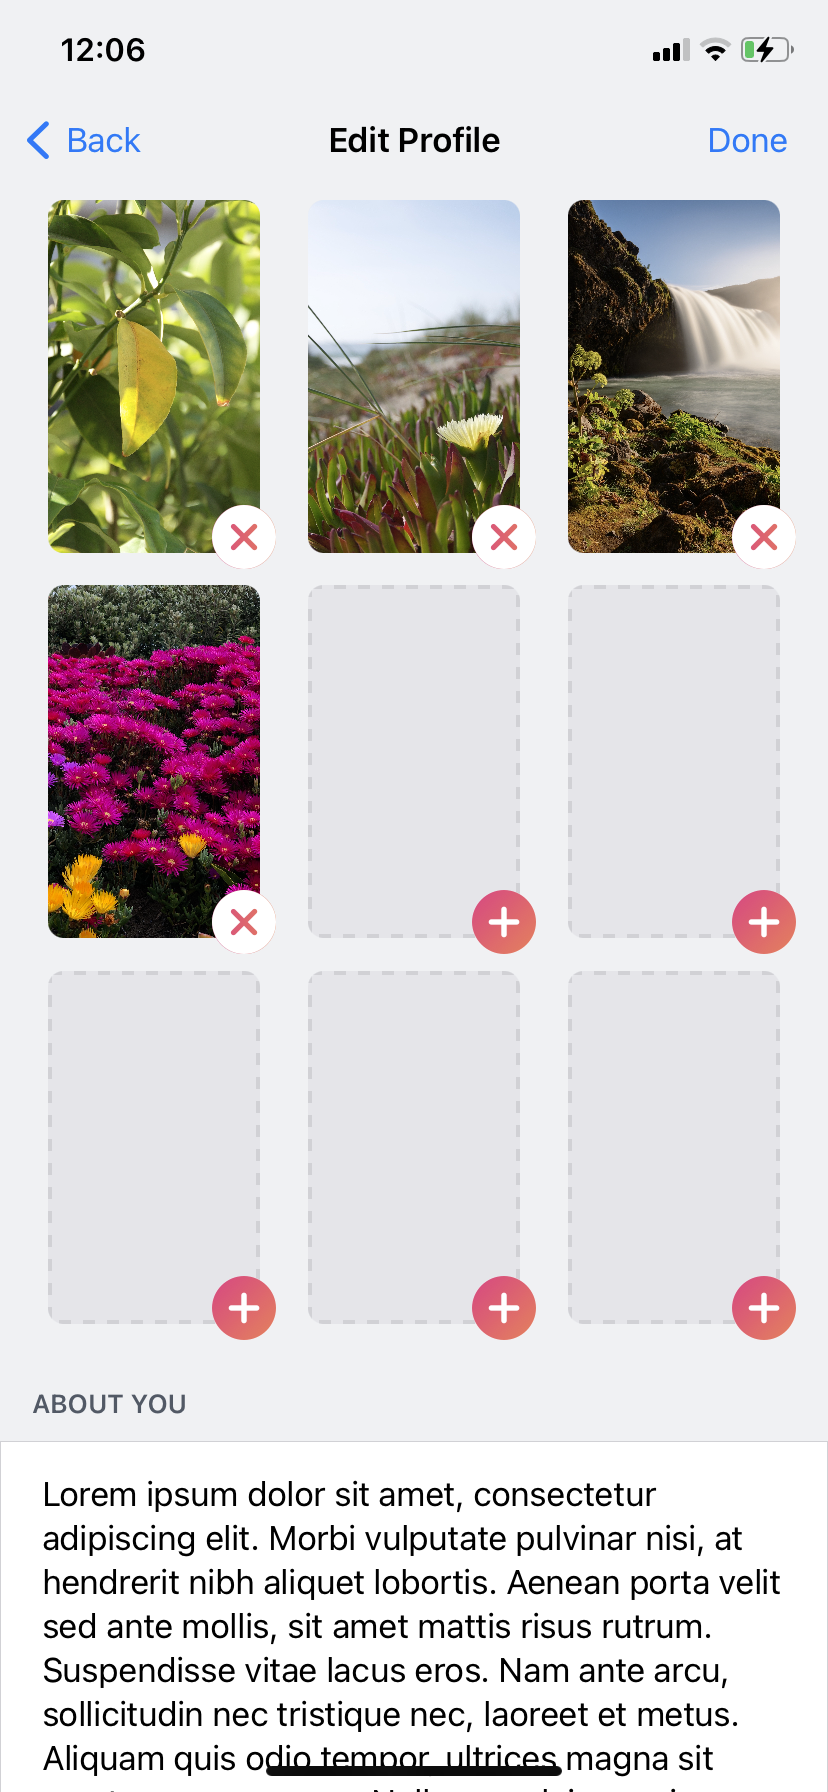 12:06
Back
Edit Profile
Done
ABOUT YOU
Lorem ipsum dolor sit amet, consectetur
adipiscing elit. Morbi vulputate pulvinar nisi, at
hendrerit nibh aliquet lobortis. Aenean porta velit
sed ante mollis, sit amet mattis risus rutrum.
Suspendisse vitae lacus eros. Nam ante arcu,
sollicitudin nec tristique nec, laoreet et metus.
Aliquam quis odio tempor, ultrices magna sit